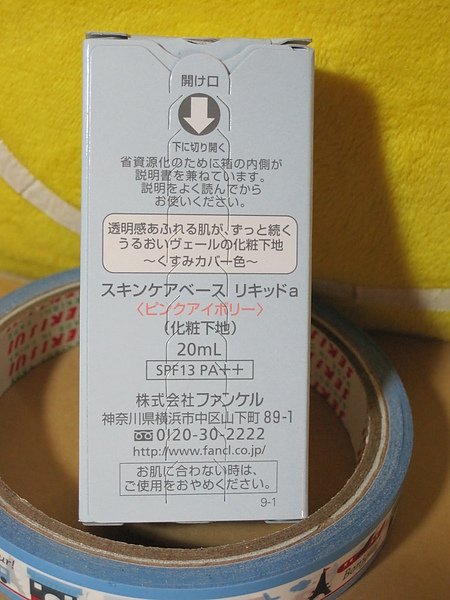 開け口
下に切り開く
省資源化のために箱の内側が
説明書を兼ねています。
説明をよく読んでから
お使いください。
透明感あふれる肌が、ずっと続く
うるおいヴェールの化粧下地
～くすみカバー色～
スキンケアベース リキッドa
〈ピンクアイボリー〉
(化粧下地)
20mL
SPF13 PA++
株式会社ファンケル
神奈川県横浜市中区山下町89-1
0120-30-2222
http://www.fancl.co.jp/
お肌に合わない時は、
ご使用をおやめください。
9-1
SEKISUI